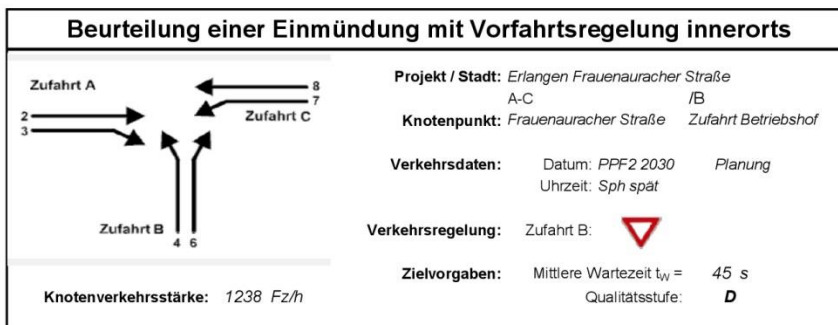 Beurteilung einer Einmündung mit Vorfahrtsregelung innerorts
Zufahrt A
8
7
Zufahrt C
2
3
Zufahrt B
4 6
Knotenverkehrsstärke: 1238 Fz/h
Projekt / Stadt: Erlangen Frauenauracher Straße
A-C /B
Knotenpunkt: Frauenauracher Straße Zufahrt Betriebshof
Verkehrsdaten: Datum: PPF2 2030 Planung
Uhrzeit: Sph spät
Verkehrsregelung: Zufahrt B:
Zielvorgaben: Mittlere Wartezeit tW = 45 s
Qualitätsstufe: D